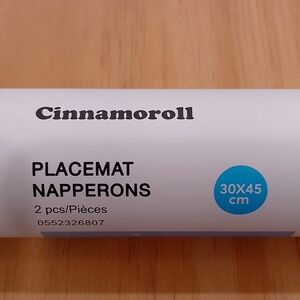 Cinnamoroll
PLACEMAT
NAPPERONS
2 pcs/Pièces
0552326807
30X45
cm